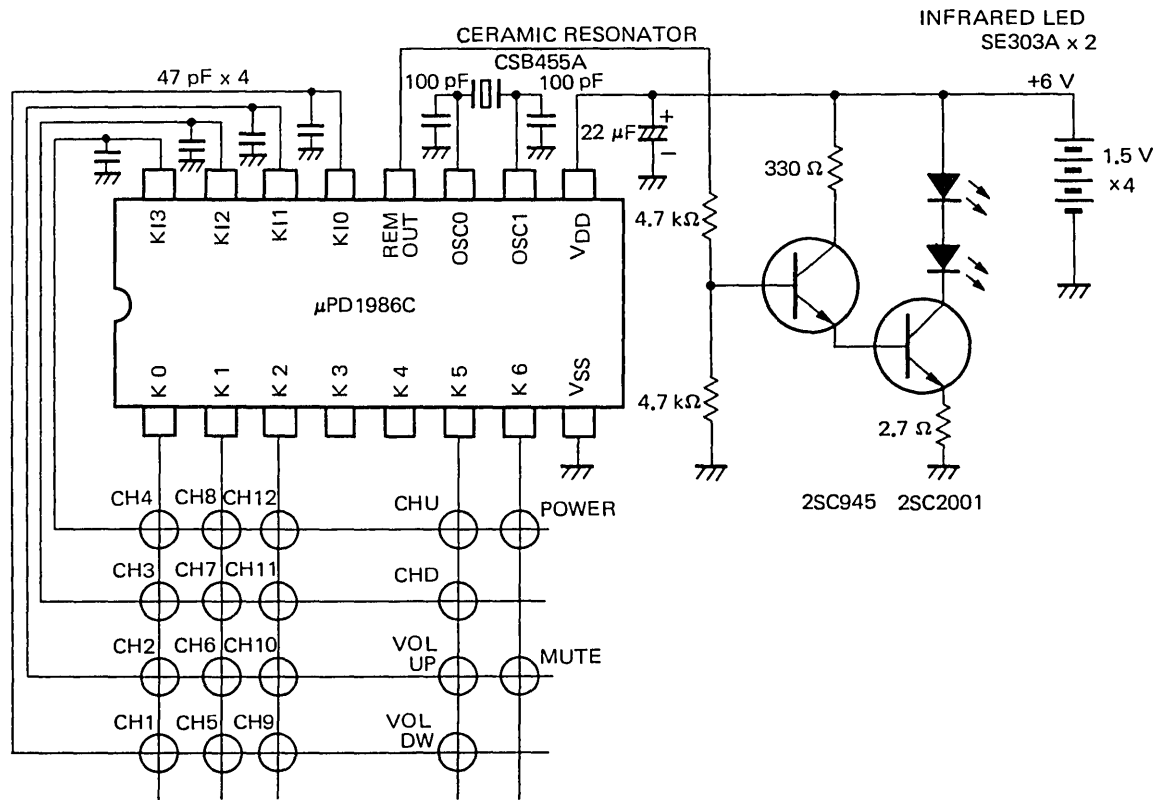 INFRARED LED
SE303A x 2
CERAMIC RESONATOR
CSB455A
47 pF x 4
100 pF
100 pF
+6 V
22 µF
+
−
330 Ω
1.5 V
x4
4.7 kΩ
KI3
KI2
KI1
KI0
REM OUT
OSC0
OSC1
VDD
µPD1986C
K 0
K 1
K 2
K 3
K 4
K 5
K 6
VSS
4.7 kΩ
2.7 Ω
2SC945
2SC2001
CH4
CH8
CH12
CHU
POWER
CH3
CH7
CH11
CHD
CH2
CH6
CH10
VOL UP
MUTE
CH1
CH5
CH9
VOL DW